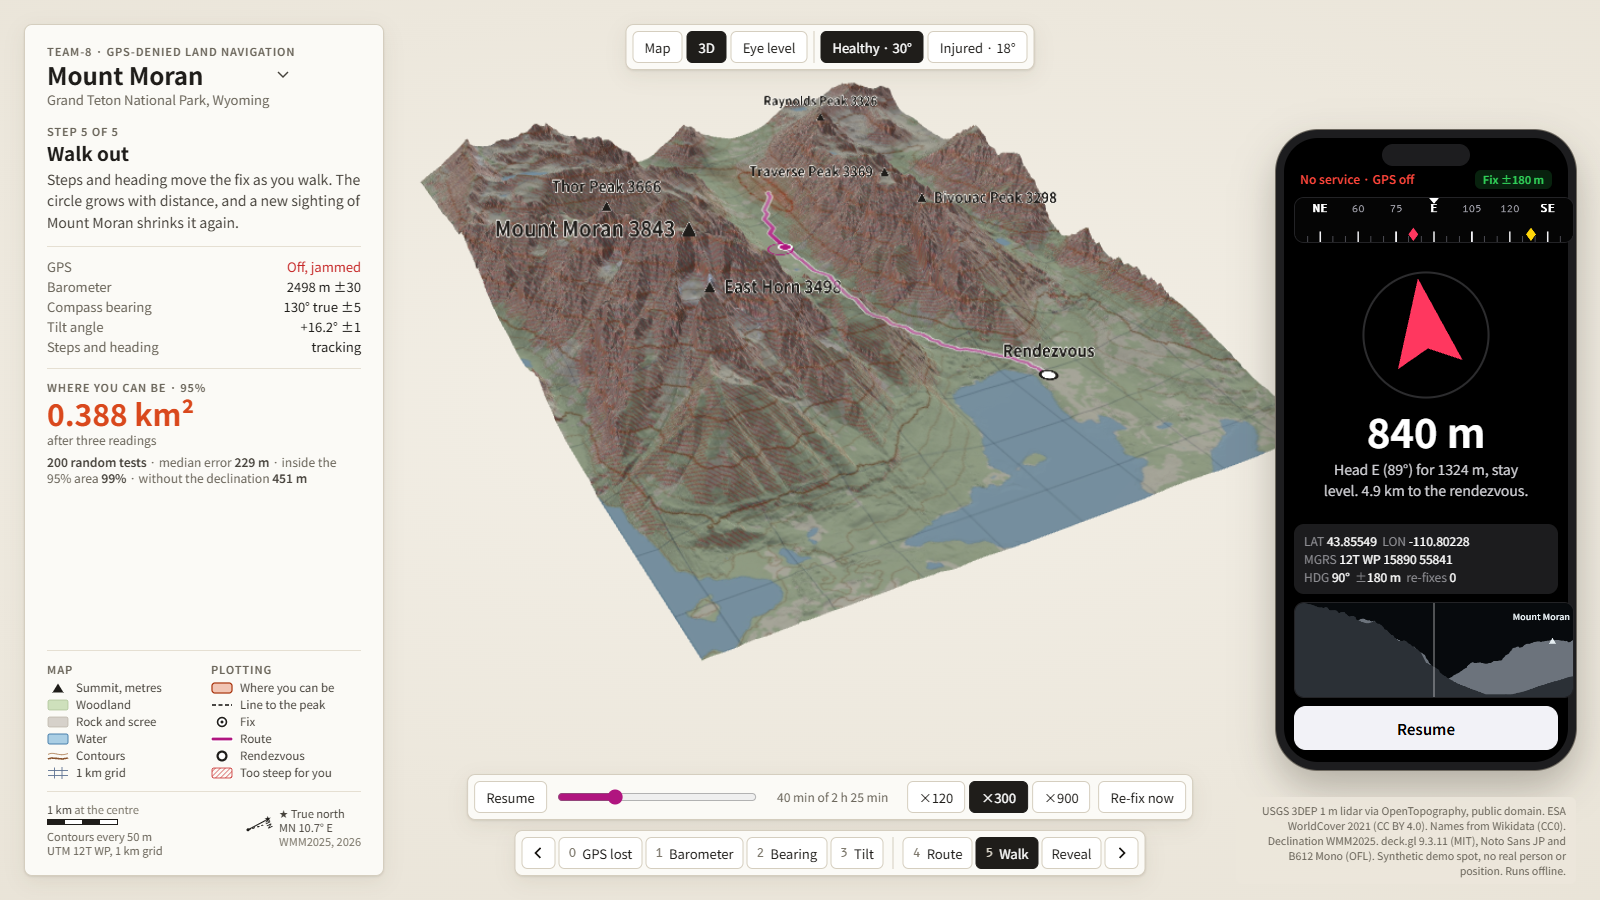 TEAM-8 · GPS-DENIED LAND NAVIGATION
Mount Moran
Grand Teton National Park, Wyoming
STEP 5 OF 5
Walk out
Steps and heading move the fix as you walk. The
circle grows with distance, and a new sighting of
Mount Moran shrinks it again.
GPS Off, jammed
Barometer 2498 m ±30
Compass bearing 130° true ±5
Tilt angle +16.2° ±1
Steps and heading tracking
WHERE YOU CAN BE · 95%
0.388 km²
after three readings
200 random tests · median error 229 m · inside the
95% area 99% · without the declination 451 m
MAP
Summit, metres
Woodland
Rock and scree
Water
Contours
1 km grid
PLOTTING
Where you can be
Line to the peak
Fix
Route
Rendezvous
Too steep for you
1 km at the centre
Contours every 50 m
UTM 12T WP, 1 km grid
★ True north
MN 10.7° E
WMM2025, 2026
Map 3D Eye level Healthy · 30° Injured · 18°
Raynolds Peak 3326
Traverse Peak 3369
Thor Peak 3666
Bivouac Peak 3298
Mount Moran 3843
East Horn 3498
Rendezvous
Resume 40 min of 2 h 25 min ×120 ×300 ×900 Re-fix now
0 GPS lost 1 Barometer 2 Bearing 3 Tilt 4 Route 5 Walk Reveal
No service · GPS off Fix ±180 m
NE 60 75 E 105 120 SE
840 m
Head E (89°) for 1324 m, stay
level. 4.9 km to the rendezvous.
LAT 43.85549 LON -110.80228
MGRS 12T WP 15890 55841
HDG 90° ±180 m re-fixes 0
Mount Moran
Resume
USGS 3DEP 1 m lidar via OpenTopography, public domain. ESA
WorldCover 2021 (CC BY 4.0). Names from Wikidata (CC0).
Declination WMM2025. deck.gl 9.3.11 (MIT), Noto Sans JP and
B612 Mono (OFL). Synthetic demo spot, no real person or
position. Runs offline.